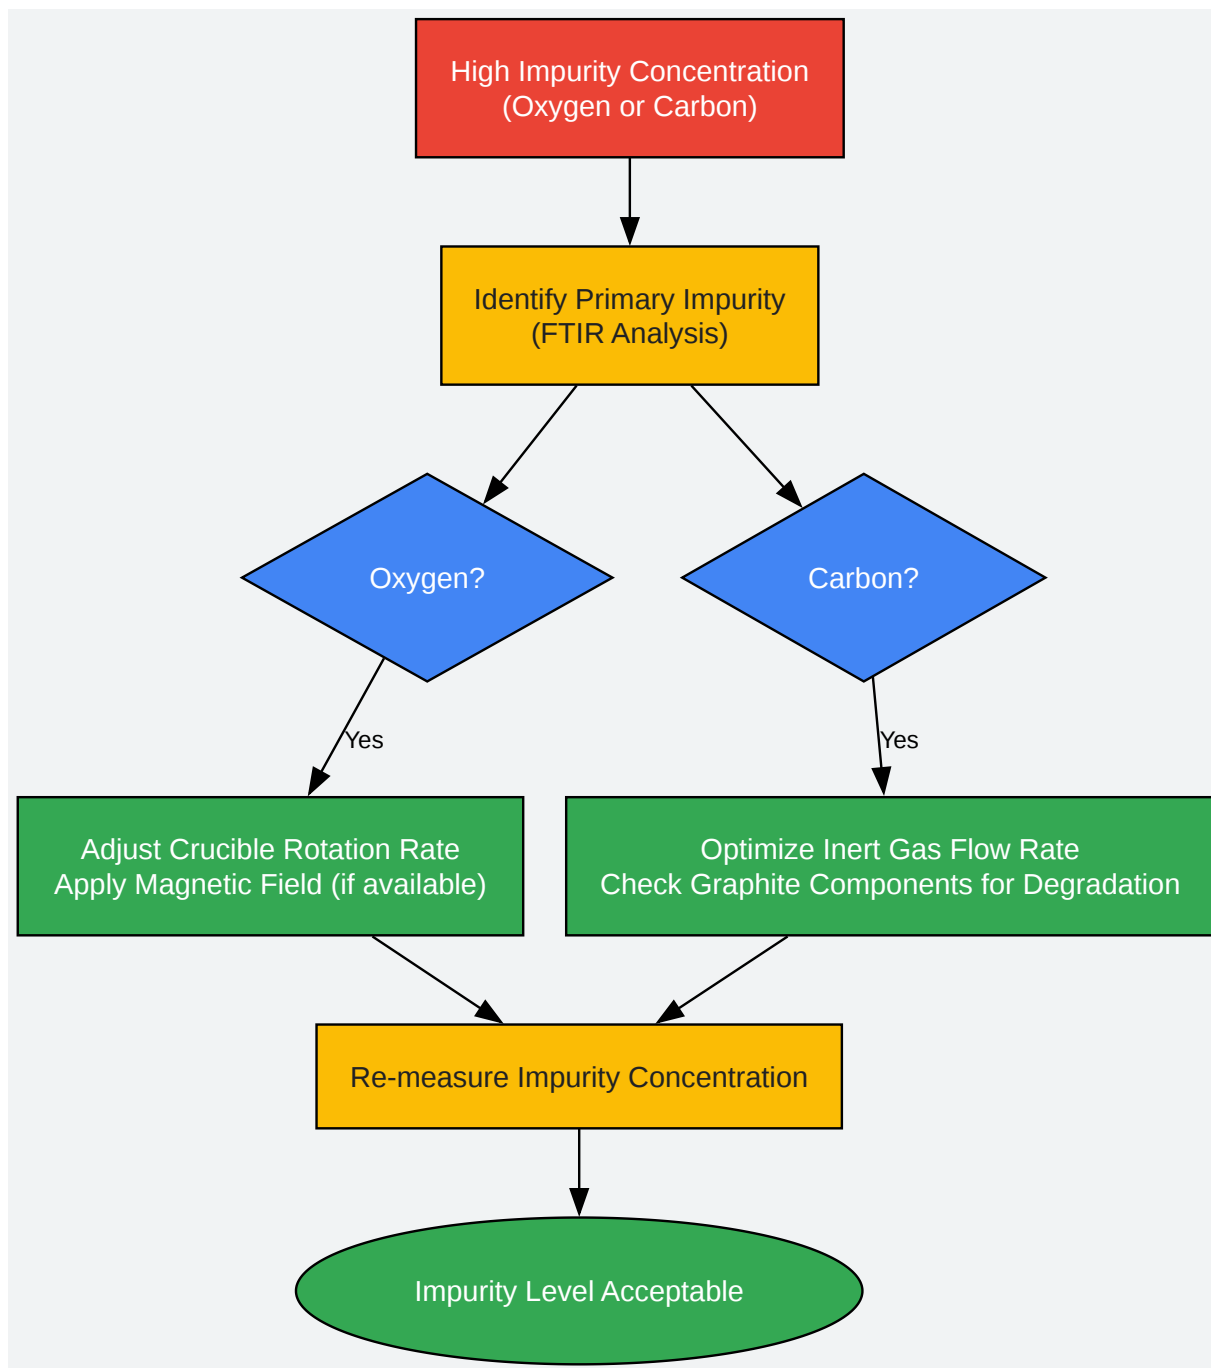 High Impurity Concentration
(Oxygen or Carbon)
Identify Primary Impurity
(FTIR Analysis)
Oxygen?
Carbon?
Yes
Yes
Adjust Crucible Rotation Rate
Apply Magnetic Field (if available)
Optimize Inert Gas Flow Rate
Check Graphite Components for Degradation
Re-measure Impurity Concentration
Impurity Level Acceptable